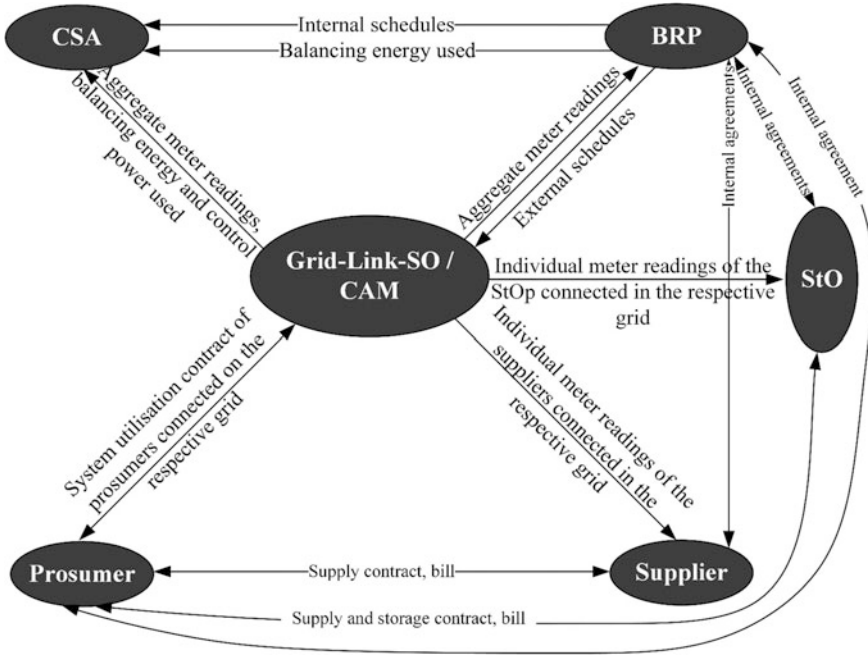 Internal schedules
CSA
BRP
Balancing energy used
Aggregate meter readings,
balancing energy and control
power used
Aggregate meter readings
External schedules
Internal agreements
Internal agreements
Internal agreement
Grid-Link-SO /
CAM
Individual meter readings of the
StOp connected in the respective
grid
StO
System utilisation contract of
prosumers connected on the
respective grid
Individual meter readings of the
suppliers connected in the
respective grid
Prosumer
Supply contract, bill
Supplier
Supply and storage contract, bill